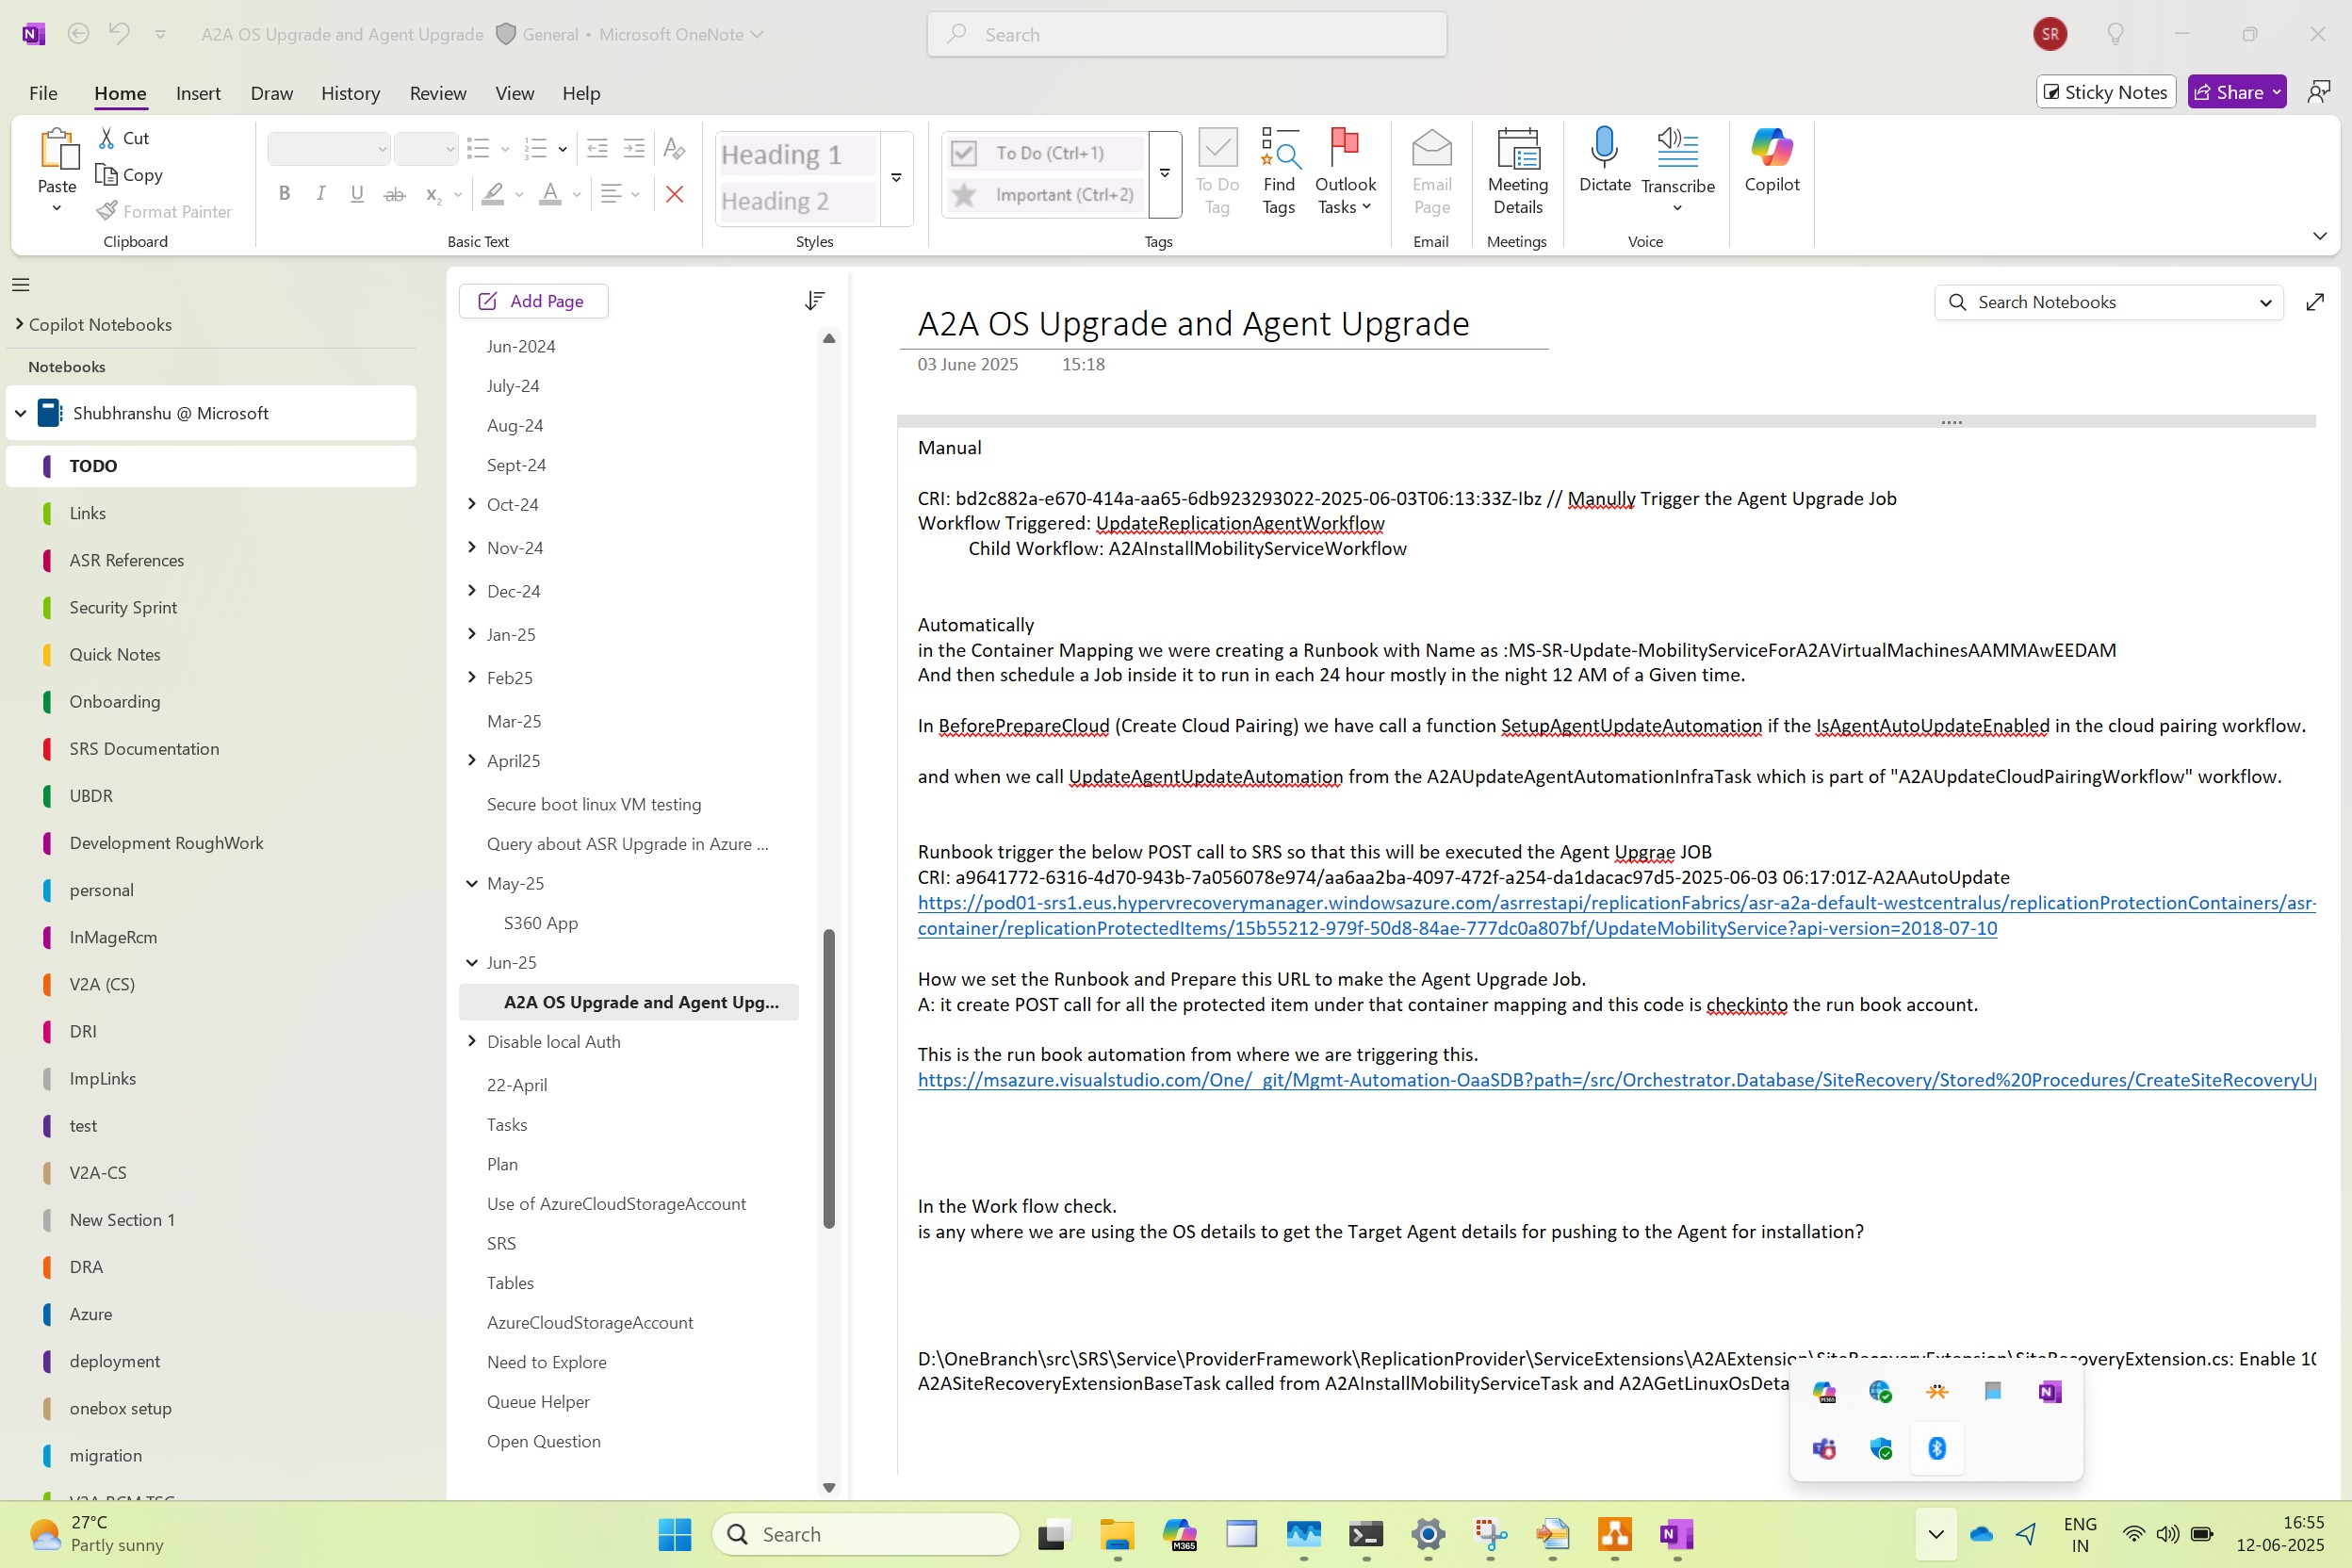 A2A OS Upgrade and Agent Upgrade
General • Microsoft OneNote
Search
SR
File
Home
Insert
Draw
History
Review
View
Help
Sticky Notes
Share
Paste
Cut
Copy
Format Painter
Clipboard
B I U ab x₂ A
Basic Text
Heading 1
Heading 2
Styles
To Do (Ctrl+1)
Important (Ctrl+2)
To Do Tag
Find Tags
Outlook Tasks
Tags
Email Page
Email
Meeting Details
Meetings
Dictate
Transcribe
Voice
Copilot
Copilot Notebooks
Notebooks
Shubhranshu @ Microsoft
TODO
Links
ASR References
Security Sprint
Quick Notes
Onboarding
SRS Documentation
UBDR
Development RoughWork
personal
InMageRcm
V2A (CS)
DRI
ImpLinks
test
V2A-CS
New Section 1
DRA
Azure
deployment
onebox setup
migration
Add Page
Jun-2024
July-24
Aug-24
Sept-24
Oct-24
Nov-24
Dec-24
Jan-25
Feb25
Mar-25
April25
Secure boot linux VM testing
Query about ASR Upgrade in Azure ...
May-25
S360 App
Jun-25
A2A OS Upgrade and Agent Upg...
Disable local Auth
22-April
Tasks
Plan
Use of AzureCloudStorageAccount
SRS
Tables
AzureCloudStorageAccount
Need to Explore
Queue Helper
Open Question
Search Notebooks
A2A OS Upgrade and Agent Upgrade
03 June 2025 15:18
Manual
CRI: bd2c882a-e670-414a-aa65-6db923293022-2025-06-03T06:13:33Z-Ibz // Manully Trigger the Agent Upgrade Job
Workflow Triggered: UpdateReplicationAgentWorkflow
Child Workflow: A2AInstallMobilityServiceWorkflow
Automatically
in the Container Mapping we were creating a Runbook with Name as :MS-SR-Update-MobilityServiceForA2AVirtualMachinesAAMMAwEEDAM
And then schedule a Job inside it to run in each 24 hour mostly in the night 12 AM of a Given time.
In BeforePrepareCloud (Create Cloud Pairing) we have call a function SetupAgentUpdateAutomation if the IsAgentAutoUpdateEnabled in the cloud pairing workflow.
and when we call UpdateAgentUpdateAutomation from the A2AUpdateAgentAutomationInfraTask which is part of "A2AUpdateCloudPairingWorkflow" workflow.
Runbook trigger the below POST call to SRS so that this will be executed the Agent Upgrae JOB
CRI: a9641772-6316-4d70-943b-7a056078e974/aa6aa2ba-4097-472f-a254-da1dacac97d5-2025-06-03 06:17:01Z-A2AAutoUpdate
https://pod01-srs1.eus.hypervrecoverymanager.windowsazure.com/asrrestapi/replicationFabrics/asr-a2a-default-westcentralus/replicationProtectionContainers/asr-
container/replicationProtectedItems/15b55212-979f-50d8-84ae-777dc0a807bf/UpdateMobilityService?api-version=2018-07-10
How we set the Runbook and Prepare this URL to make the Agent Upgrade Job.
A: it create POST call for all the protected item under that container mapping and this code is checkinto the run book account.
This is the run book automation from where we are triggering this.
https://msazure.visualstudio.com/One/_git/Mgmt-Automation-OaaSDB?path=/src/Orchestrator.Database/SiteRecovery/Stored%20Procedures/CreateSiteRecoveryU
In the Work flow check.
is any where we are using the OS details to get the Target Agent details for pushing to the Agent for installation?
D:\OneBranch\src\SRS\Service\ProviderFramework\ReplicationProvider\ServiceExtensions\A2AExtension\SiteRecoveryExtension\SiteRecoveryExtension.cs: Enable 10
A2ASiteRecoveryExtensionBaseTask called from A2AInstallMobilityServiceTask and A2AGetLinuxOsDeta
27°C
Partly sunny
Search
M365
ENG
IN
16:55
12-06-2025